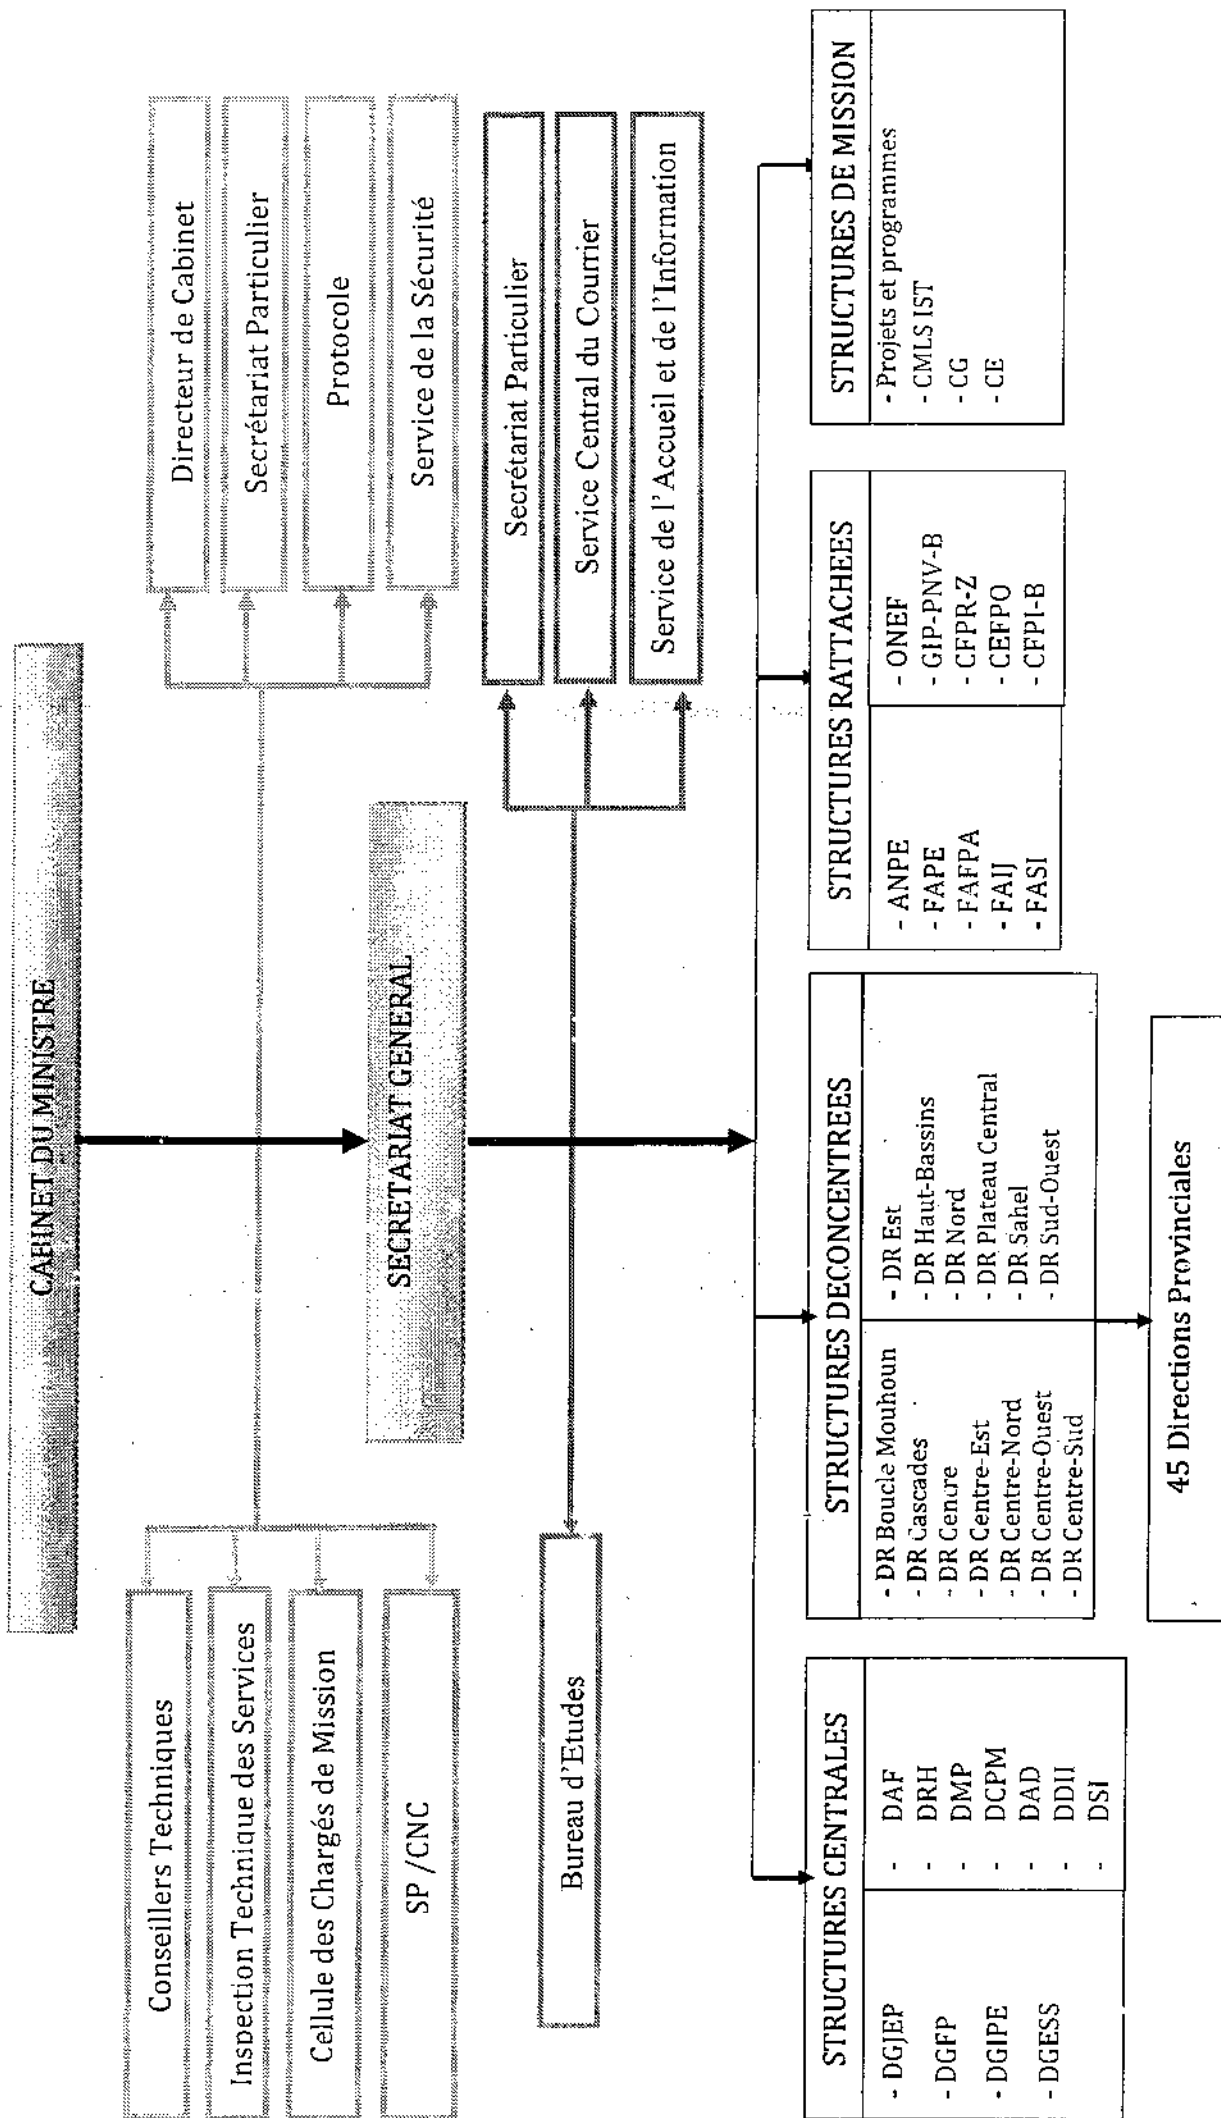 CABINET DU MINISTRE
Conseillers Techniques
Inspection Technique des Services
Cellule des Chargés de Mission
SP /CNC
Directeur de Cabinet
Secrétariat Particulier
Protocole
Service de la Sécurité
SECRETARIAT GENERAL
Bureau d'Etudes
Secrétariat Particulier
Service Central du Courrier
Service de l'Accueil et de l'Information
STRUCTURES CENTRALES
- DGJEP
- DGFP
- DGIPE
- DGESS
- DAF
- DRH
- DMP
- DCPM
- DAD
- DDII
- DSI
STRUCTURES DECONCENTREES
- DR Boucle Mouhoun
- DR Cascades
- DR Centre
- DR Centre-Est
- DR Centre-Nord
- DR Centre-Ouest
- DR Centre-Sud
- DR Est
- DR Haut-Bassins
- DR Nord
- DR Plateau Central
- DR Sahel
- DR Sud-Ouest
45 Directions Provinciales
STRUCTURES RATTACHEES
- ANPE
- FAPE
- FAFPA
- FAIJ
- FASI
- ONEF
- GIP-PNV-B
- CFPR-Z
- CEFPO
- CFPI-B
STRUCTURES DE MISSION
- Projets et programmes
- CMLS IST
- CG
- CE